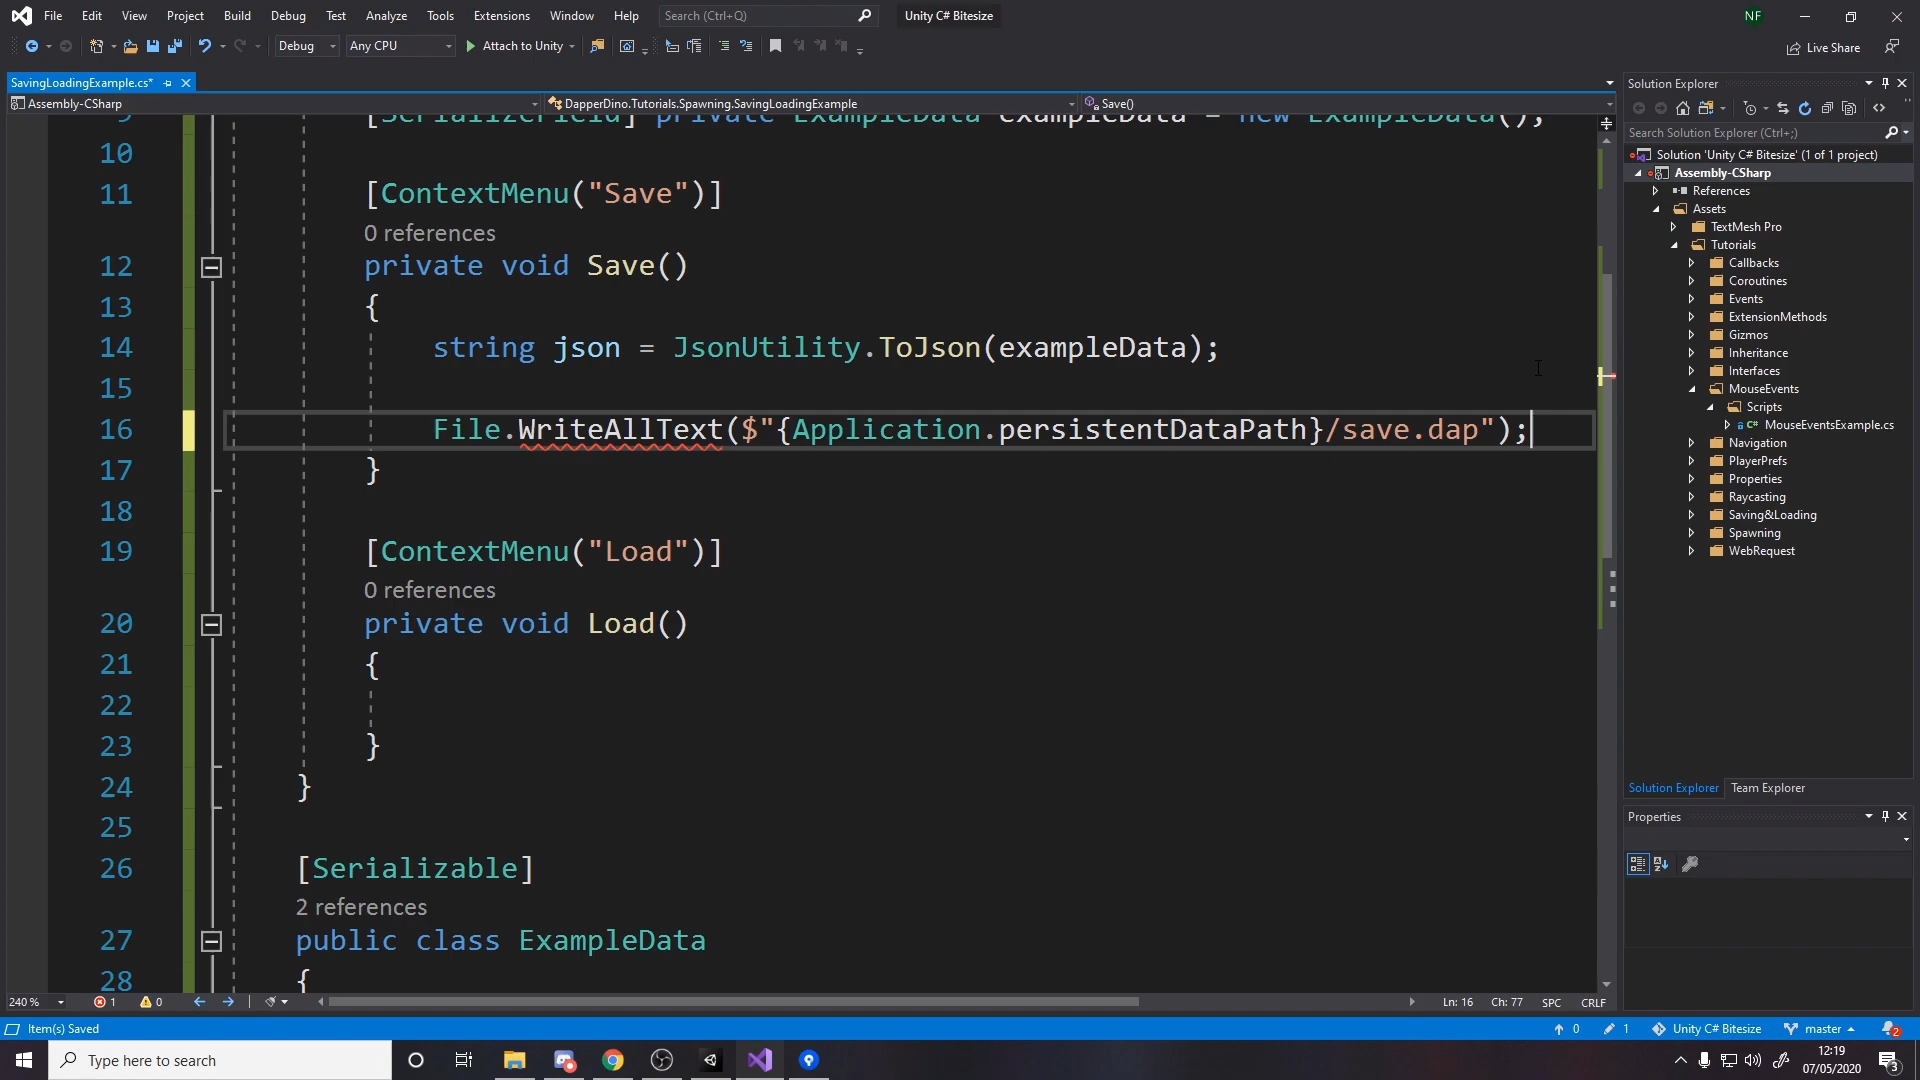 File Edit View Project Build Debug Test Analyze Tools Extensions Window Help Search (Ctrl+Q) Unity C# Bitesize NF
Debug Any CPU Attach to Unity Live Share
SavingLoadingExample.cs*
Assembly-CSharp DapperDino.Tutorials.Spawning.SavingLoadingExample Save()
9 [SerializeField] private ExampleData exampleData = new ExampleData();
10
11 [ContextMenu("Save")]
0 references
12 private void Save()
13 {
14 string json = JsonUtility.ToJson(exampleData);
15
16 File.WriteAllText($"{Application.persistentDataPath}/save.dap");
17 }
18
19 [ContextMenu("Load")]
0 references
20 private void Load()
21 {
22
23 }
24 }
25
26 [Serializable]
2 references
27 public class ExampleData
28 {
240 % 1 0 Ln: 16 Ch: 77 SPC CRLF
Solution Explorer
Search Solution Explorer (Ctrl+;)
Solution 'Unity C# Bitesize' (1 of 1 project)
Assembly-CSharp
References
Assets
TextMesh Pro
Tutorials
Callbacks
Coroutines
Events
ExtensionMethods
Gizmos
Inheritance
Interfaces
MouseEvents
Scripts
C# MouseEventsExample.cs
Navigation
PlayerPrefs
Properties
Raycasting
Saving&Loading
Spawning
WebRequest
Solution Explorer Team Explorer
Properties
Item(s) Saved 0 1 Unity C# Bitesize master 2
Type here to search 12:19
07/05/2020 3